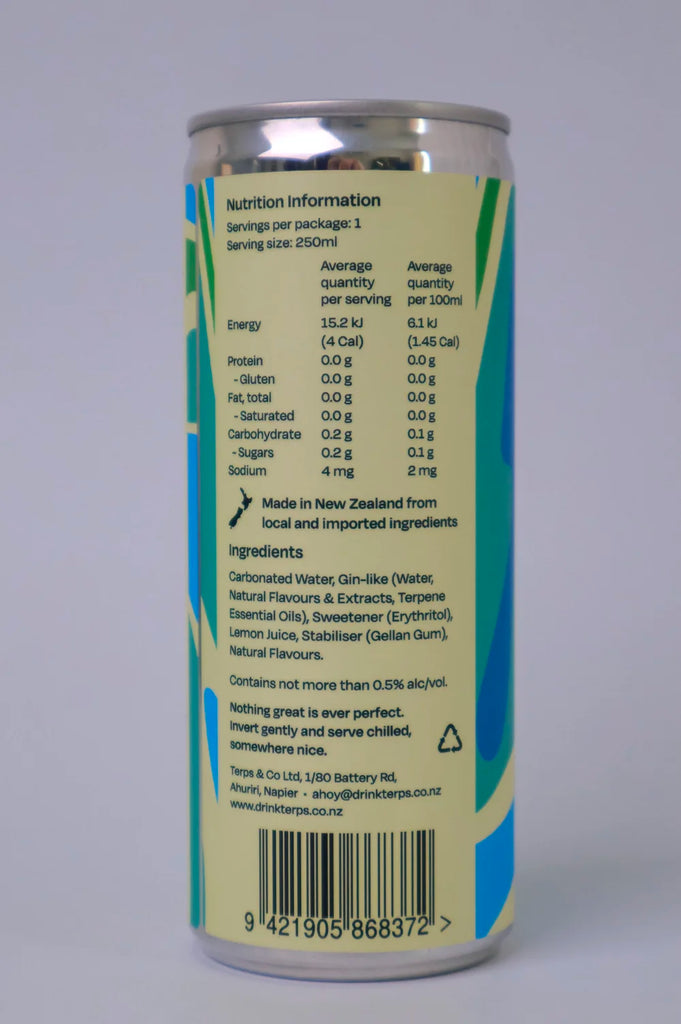 Nutrition Information
Servings per package: 1
Serving size: 250ml
Average quantity per serving Average quantity per 100ml
Energy 15.2 kJ 6.1 kJ
(4 Cal) (1.45 Cal)
Protein 0.0 g 0.0 g
- Gluten 0.0 g 0.0 g
Fat, total 0.0 g 0.0 g
- Saturated 0.0 g 0.0 g
Carbohydrate 0.2 g 0.1 g
- Sugars 0.2 g 0.1 g
Sodium 4 mg 2 mg
Made in New Zealand from
local and imported ingredients
Ingredients
Carbonated Water, Gin-like (Water,
Natural Flavours & Extracts, Terpene
Essential Oils), Sweetener (Erythritol),
Lemon Juice, Stabiliser (Gellan Gum),
Natural Flavours.
Contains not more than 0.5% alc/vol.
Nothing great is ever perfect.
Invert gently and serve chilled,
somewhere nice.
Terps & Co Ltd, 1/80 Battery Rd,
Ahuriri, Napier • ahoy@drinkterps.co.nz
www.drinkterps.co.nz
9 421905 868372 >